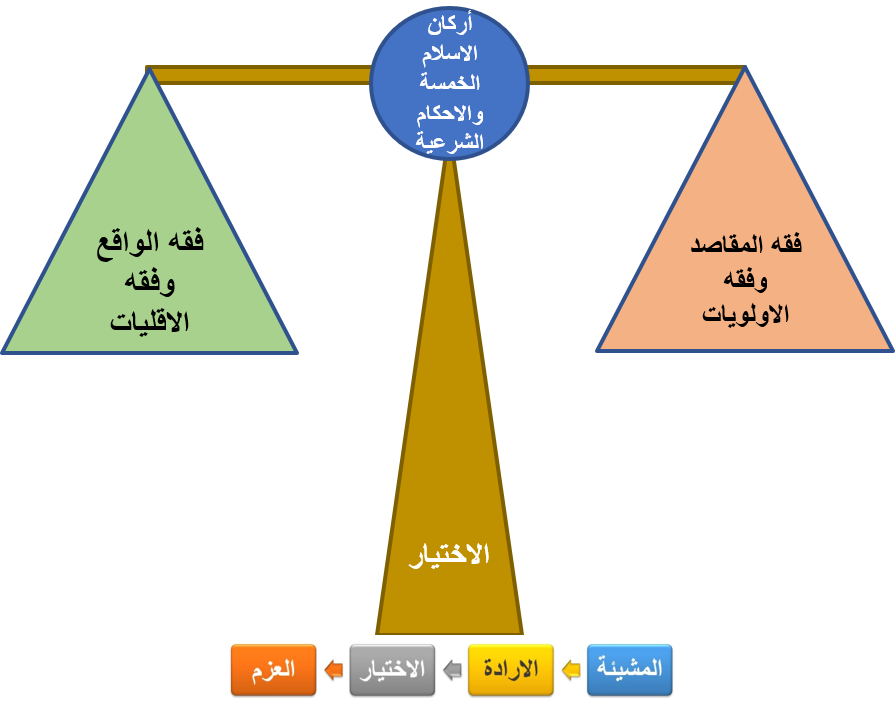 أركان
الاسلام
الخمسة
والاحكام
الشرعية
فقه المقاصد
وفقه
الاولويات
فقه الواقع
وفقه
الاقليات
الاختيار
المشيئة
الارادة
الاختيار
العزم